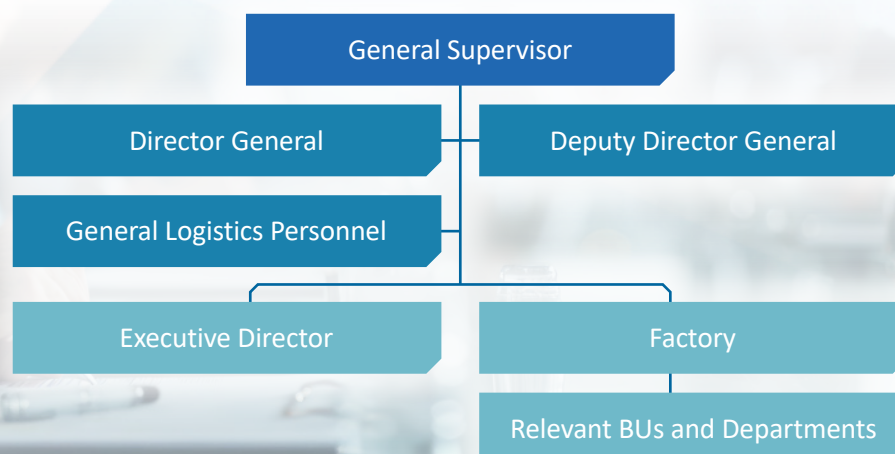 General Supervisor
Director General
Deputy Director General
General Logistics Personnel
Executive Director
Factory
Relevant BUs and Departments